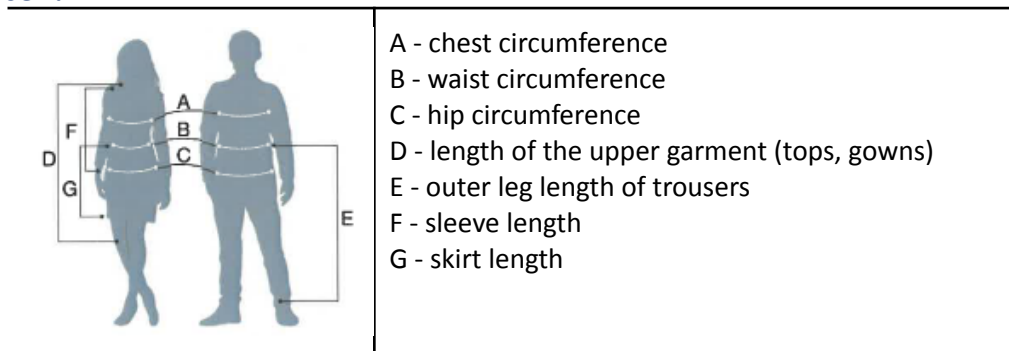 A
B
C
D
F
G
E
A - chest circumference
B - waist circumference
C - hip circumference
D - length of the upper garment (tops, gowns)
E - outer leg length of trousers
F - sleeve length
G - skirt length